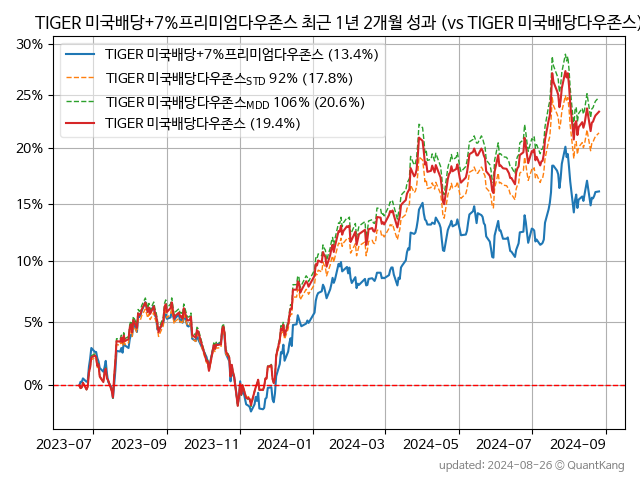 TIGER 미국배당+7%프리미엄다우존스 최근 1년 2개월 성과 (vs TIGER 미국배당다우존스)
30%
25%
20%
15%
10%
5%
0%
TIGER 미국배당+7%프리미엄다우존스 (13.4%)
TIGER 미국배당다우존스STD 92% (17.8%)
TIGER 미국배당다우존스MDD 106% (20.6%)
TIGER 미국배당다우존스
(19.4%)
2023-07 2023-09 2023-11 2024-01 2024-03 2024-05 2024-07 2024-09
updated: 2024-08-26 © QuantKang